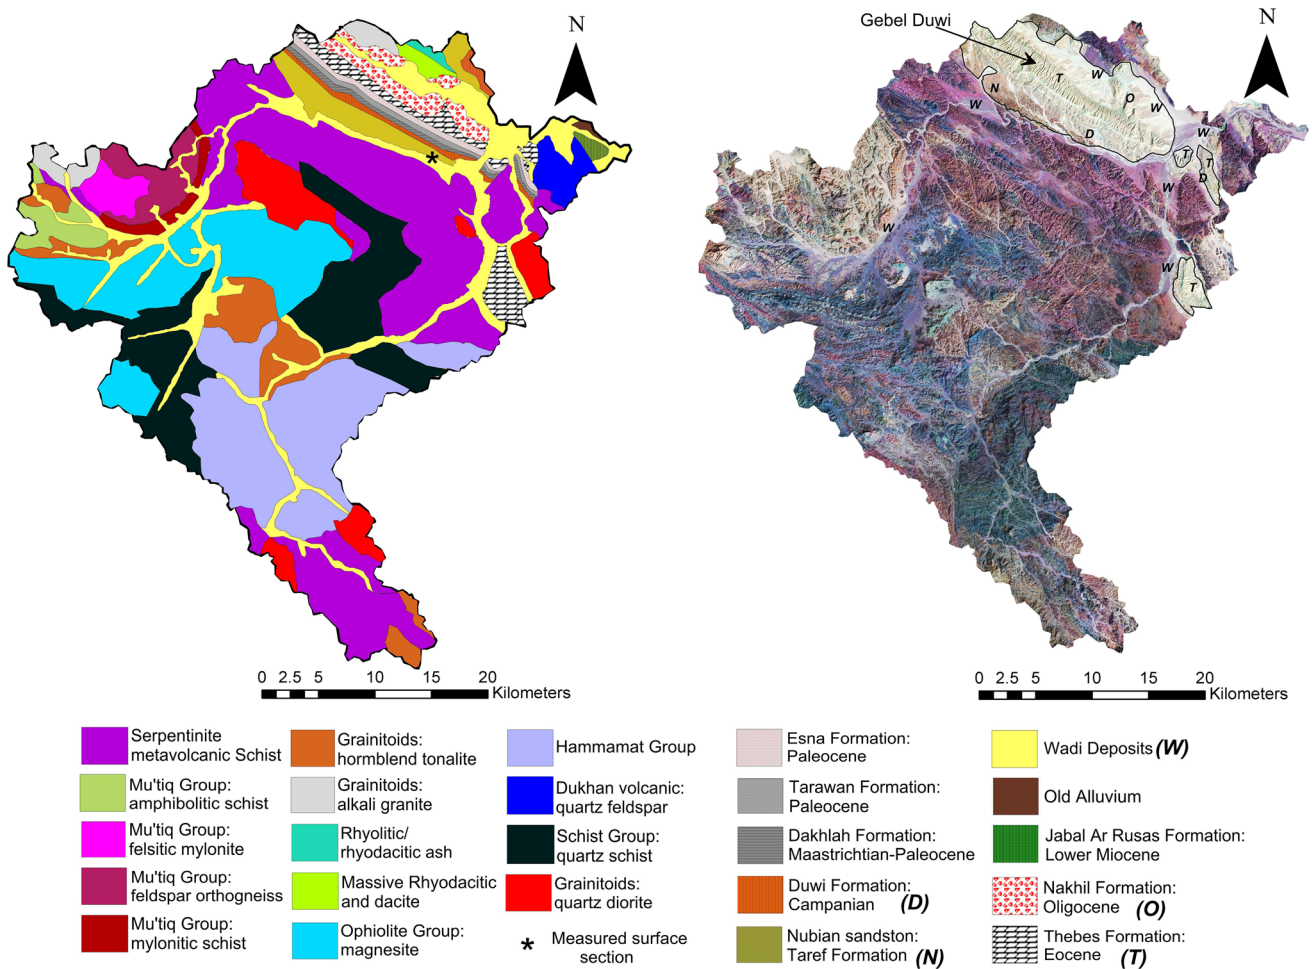 N
Gebel Duwi
N
W
T
N
W
O
W
W
D
W
T
T
D
W
W
W
T
*
0 2.5 5 10 15 20
Kilometers
0 2.5 5 10 15 20
Kilometers
Serpentinite
metavolcanic Schist
Mu'tiq Group:
amphibolitic schist
Mu'tiq Group:
felsitic mylonite
Mu'tiq Group:
feldspar orthogneiss
Mu'tiq Group:
mylonitic schist
Grainitoids:
hormblend tonalite
Grainitoids:
alkali granite
Rhyolitic/
rhyodacitic ash
Massive Rhyodacitic
and dacite
Ophiolite Group:
magnesite
Hammamat Group
Dukhan volcanic:
quartz feldspar
Schist Group:
quartz schist
Grainitoids:
quartz diorite
* Measured surface
section
Esna Formation:
Paleocene
Tarawan Formation:
Paleocene
Dakhlah Formation:
Maastrichtian-Paleocene
Duwi Formation:
Campanian (D)
Nubian sandston:
Taref Formation (N)
Wadi Deposits (W)
Old Alluvium
Jabal Ar Rusas Formation:
Lower Miocene
Nakhil Formation:
Oligocene (O)
Thebes Formation:
Eocene (T)